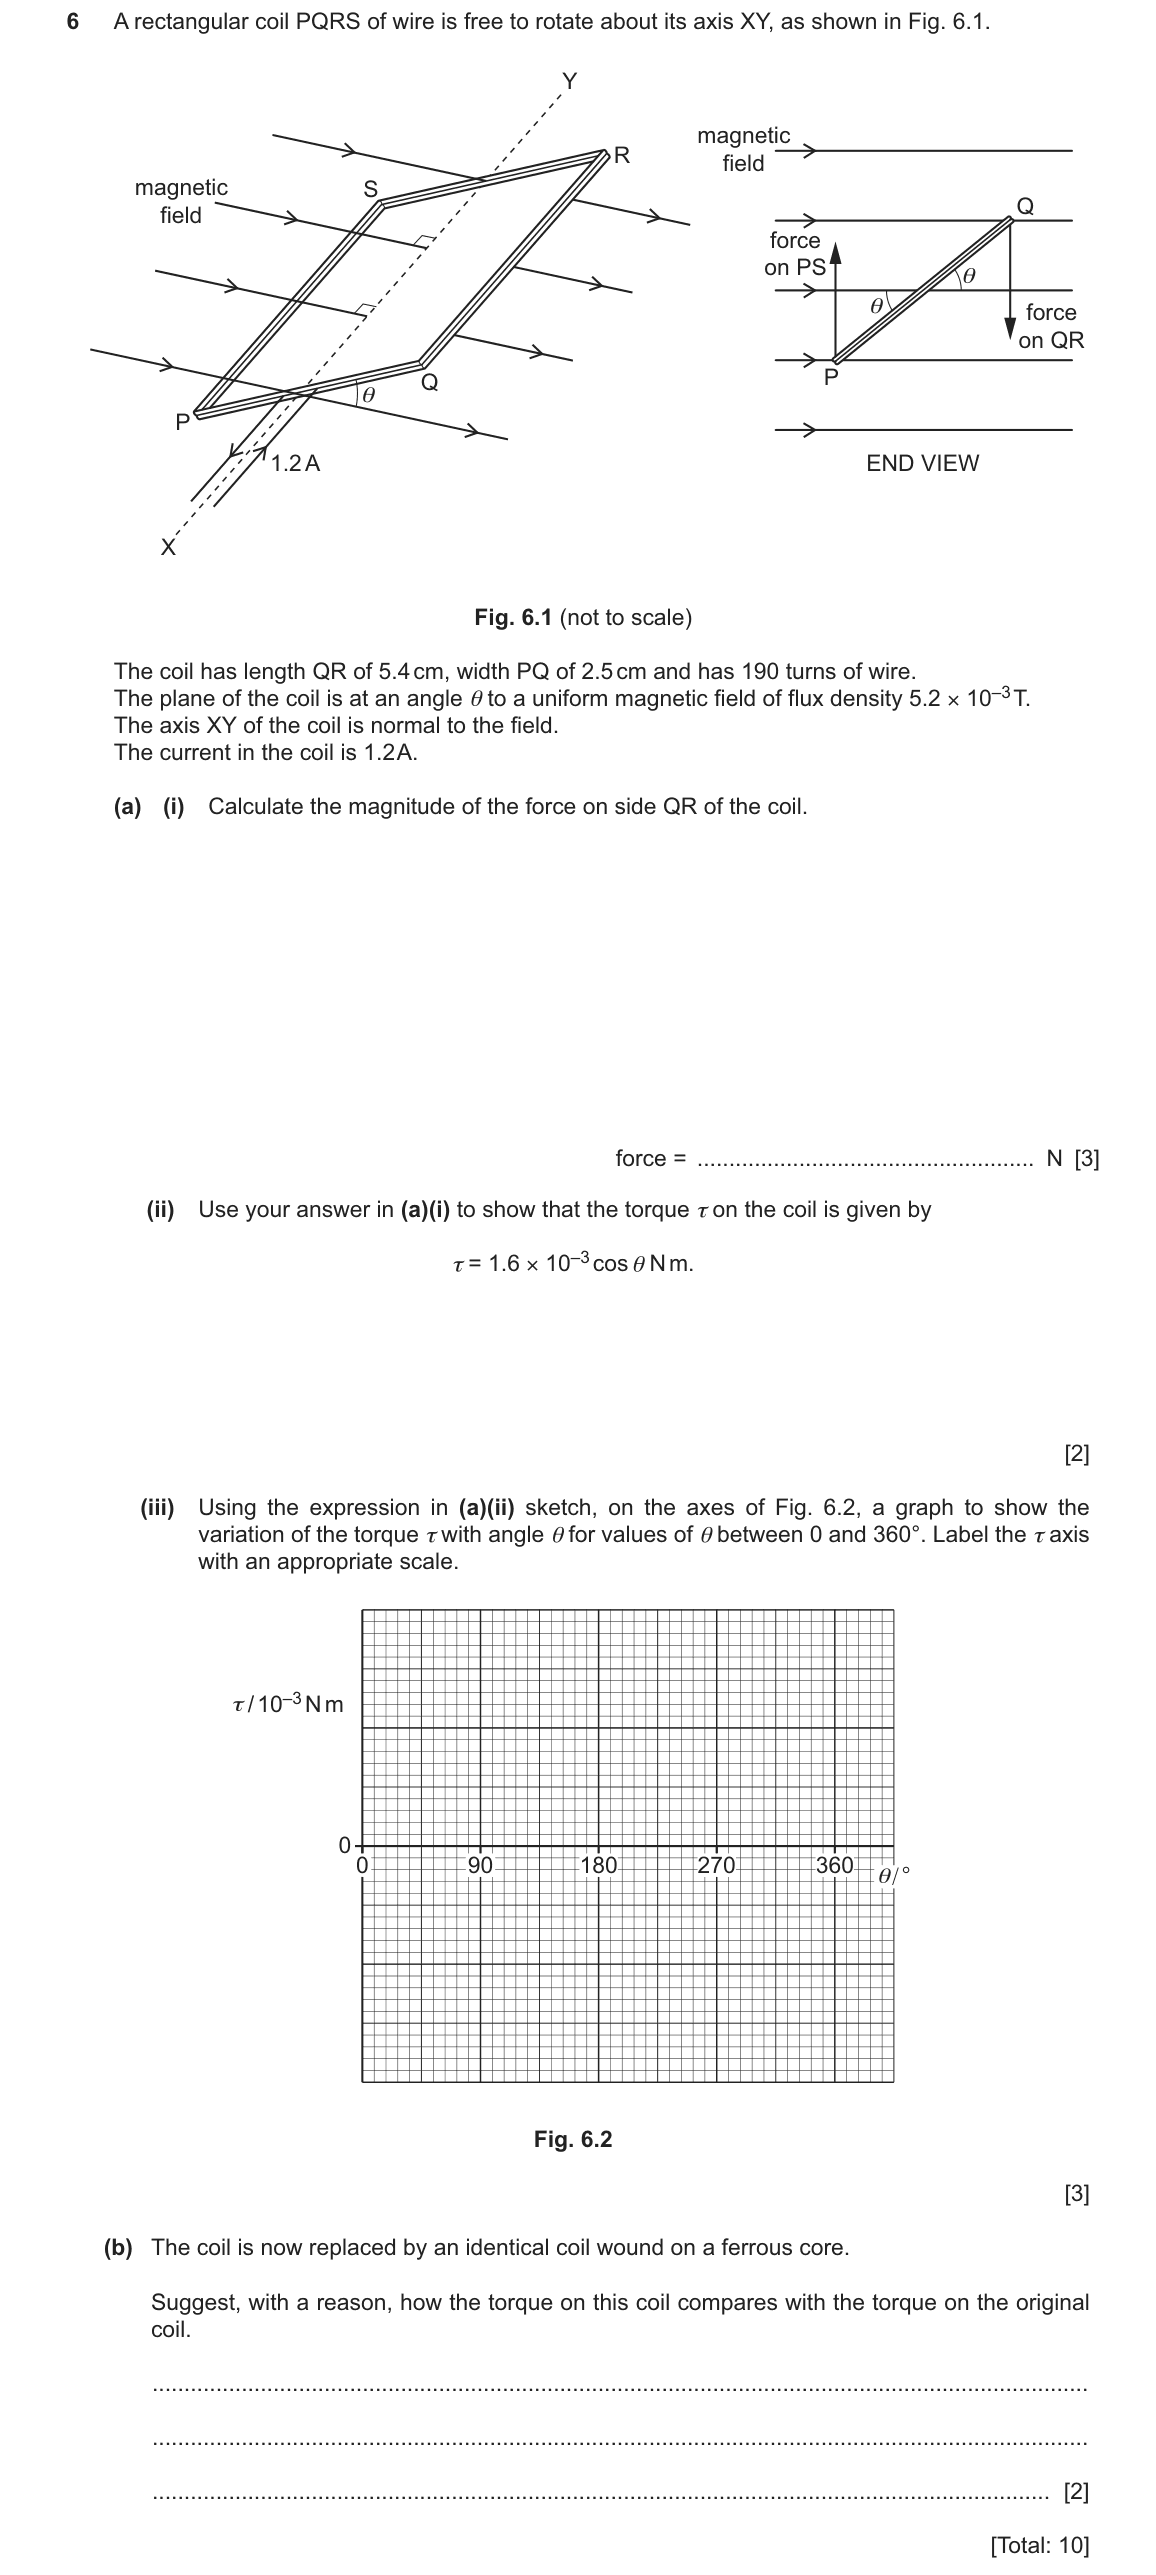 6 A rectangular coil PQRS of wire is free to rotate about its axis XY, as shown in Fig. 6.1.
Y
magnetic
field
R
S
magnetic
field
Q
force
on PS
θ
θ
force
on QR
P
Q
θ
P
1.2 A
END VIEW
X
Fig. 6.1 (not to scale)
The coil has length QR of 5.4 cm, width PQ of 2.5 cm and has 190 turns of wire.
The plane of the coil is at an angle θ to a uniform magnetic field of flux density 5.2 × 10⁻³ T.
The axis XY of the coil is normal to the field.
The current in the coil is 1.2A.
(a) (i) Calculate the magnitude of the force on side QR of the coil.
force = ..................................................... N [3]
(ii) Use your answer in (a)(i) to show that the torque τ on the coil is given by
τ = 1.6 × 10⁻³ cos θ N m.
[2]
(iii) Using the expression in (a)(ii) sketch, on the axes of Fig. 6.2, a graph to show the
variation of the torque τ with angle θ for values of θ between 0 and 360°. Label the τ axis
with an appropriate scale.
τ / 10⁻³ N m
0
0 90 180 270 360 θ/°
Fig. 6.2
[3]
(b) The coil is now replaced by an identical coil wound on a ferrous core.
Suggest, with a reason, how the torque on this coil compares with the torque on the original
coil.
...................................................................................................................................................
...................................................................................................................................................
............................................................................................................................................. [2]
[Total: 10]